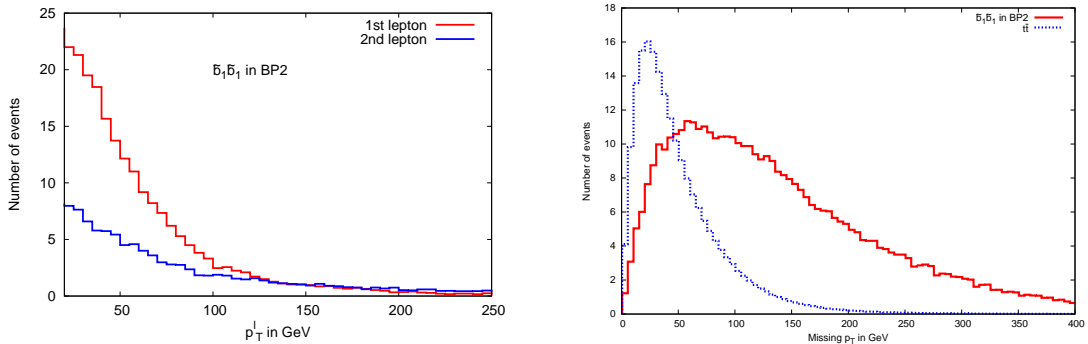 25
20
15
10
5
0
Number of events
1st lepton
2nd lepton
b̃₁b̃₁ in BP2
50 100 150 200 250
p_T^l in GeV
18
16
14
12
10
8
6
4
2
0
Number of events
b̃₁b̃₁ in BP2
tt̄
0 50 100 150 200 250 300 350 400
Missing p_T in GeV